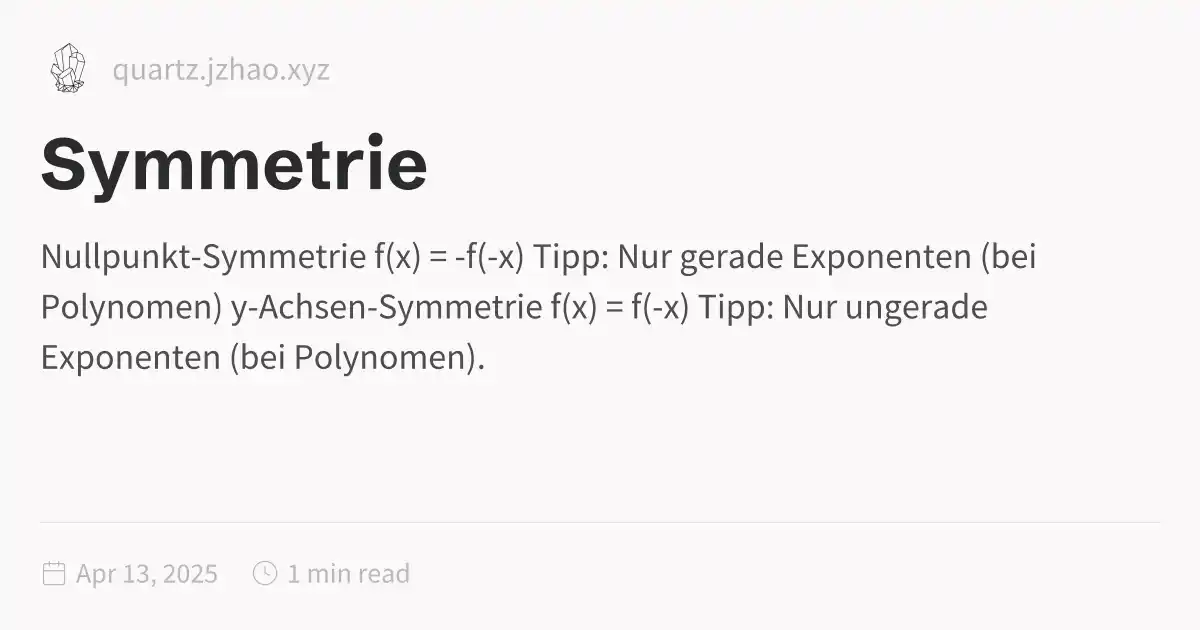 quartz.jzhao.xyz
Symmetrie
Nullpunkt-Symmetrie f(x) = -f(-x) Tipp: Nur gerade Exponenten (bei
Polynomen) y-Achsen-Symmetrie f(x) = f(-x) Tipp: Nur ungerade
Exponenten (bei Polynomen).
Apr 13, 2025 1 min read